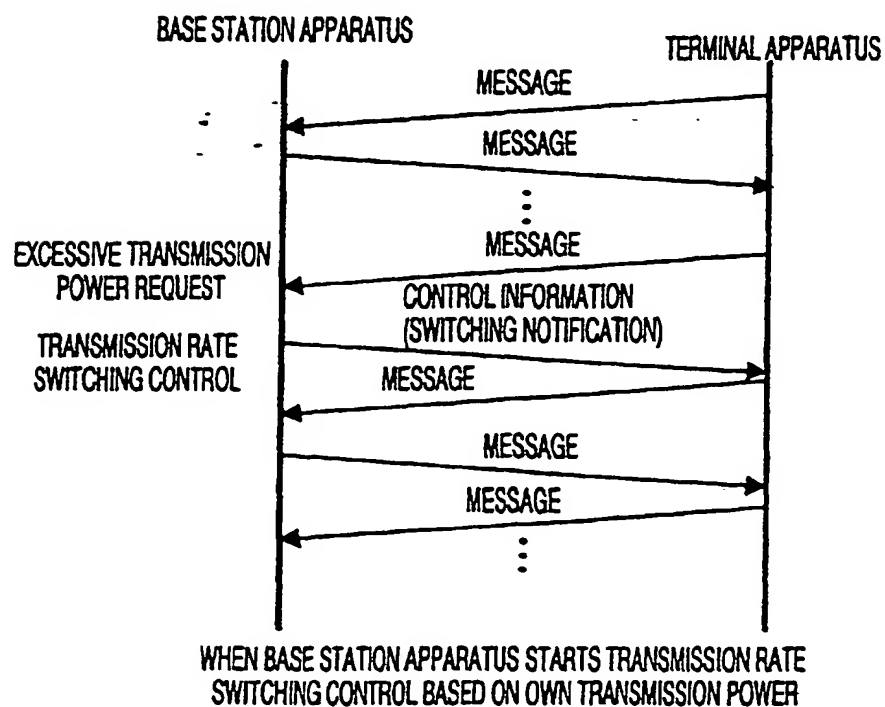 BASE STATION APPARATUS
TERMINAL APPARATUS
MESSAGE
MESSAGE
MESSAGE
EXCESSIVE TRANSMISSION
POWER REQUEST
CONTROL INFORMATION
(SWITCHING NOTIFICATION)
TRANSMISSION RATE
SWITCHING CONTROL
MESSAGE
MESSAGE
MESSAGE
WHEN BASE STATION APPARATUS STARTS TRANSMISSION RATE
SWITCHING CONTROL BASED ON OWN TRANSMISSION POWER